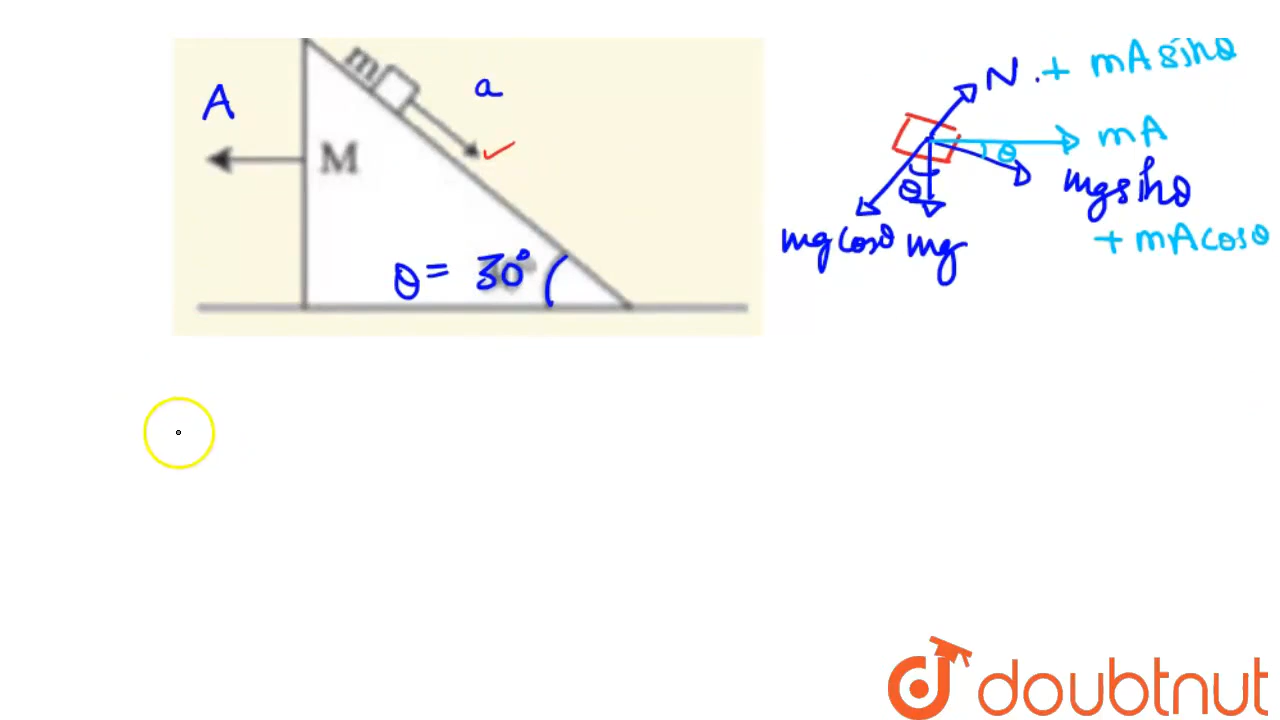 m
a
A
M
θ = 30°
N + mA sinθ
mA
θ
θ
mg sinθ
+ mA cosθ
mg cosθ
mg
doubtnut